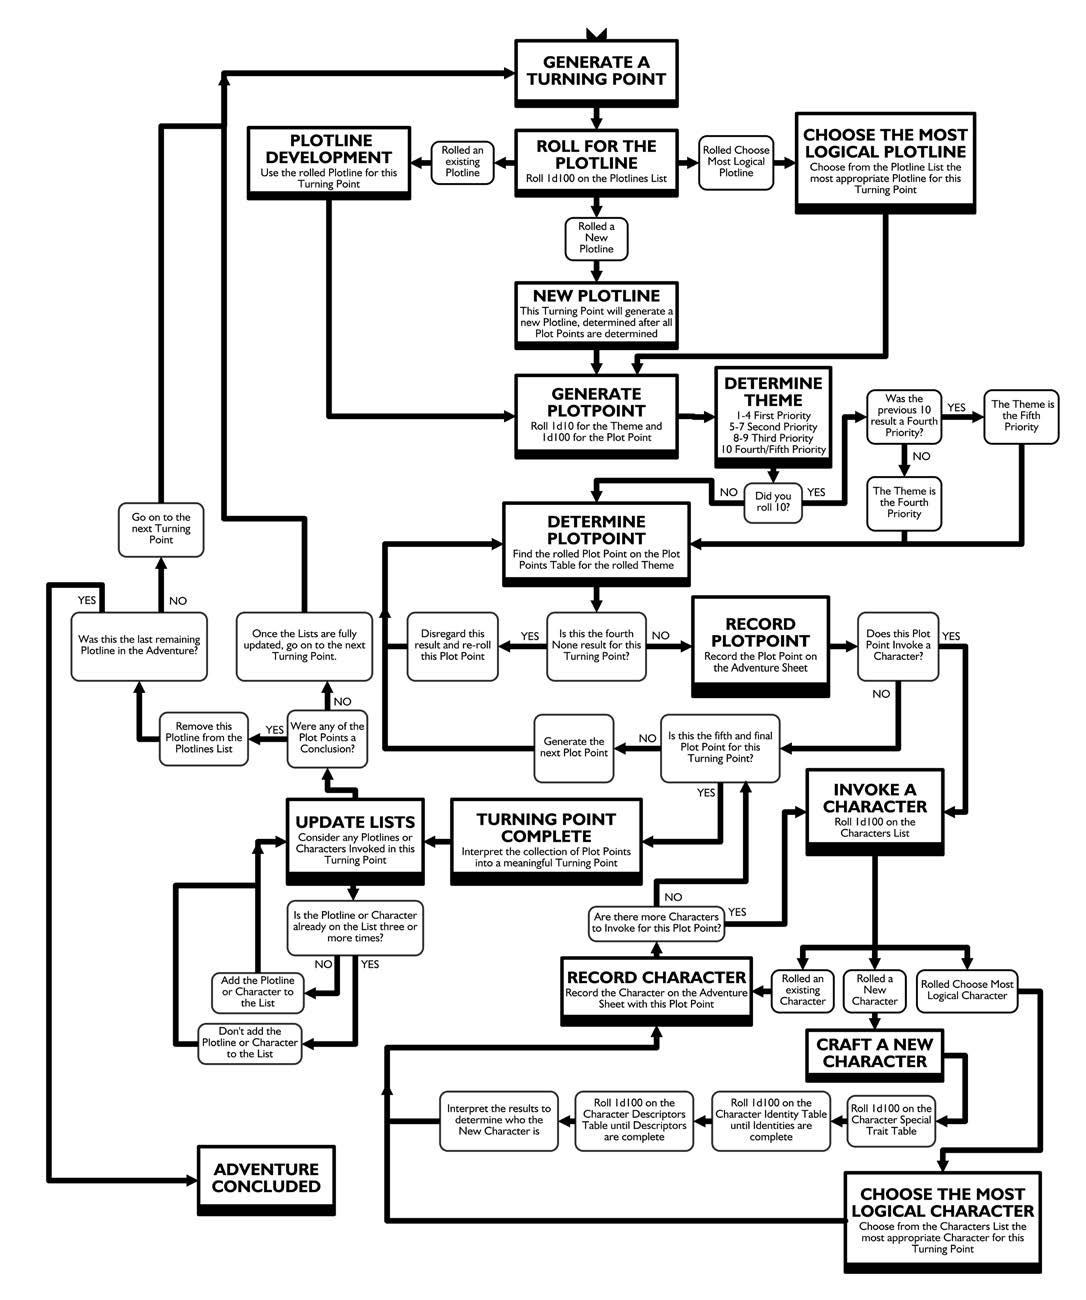 GENERATE A
TURNING POINT
PLOTLINE
DEVELOPMENT
Use the rolled Plotline for this
Turning Point
Rolled an
existing
Plotline
ROLL FOR THE
PLOTLINE
Roll 1d100 on the Plotlines List
Rolled Choose
Most Logical
Plotline
CHOOSE THE MOST
LOGICAL PLOTLINE
Choose from the Plotline List the
most appropriate Plotline for this
Turning Point
Rolled a
New
Plotline
NEW PLOTLINE
This Turning Point will generate a
new Plotline, determined after all
Plot Points are determined
GENERATE
PLOTPOINT
Roll 1d10 for the Theme and
1d100 for the Plot Point
DETERMINE
THEME
1-4 First Priority
5-7 Second Priority
8-9 Third Priority
10 Fourth/Fifth Priority
Was the
previous 10
result a Fourth
Priority?
YES
The Theme is
the Fifth
Priority
NO
The Theme is
the Fourth
Priority
NO
Did you
roll 10?
YES
Go on to the
next Turning
Point
DETERMINE
PLOTPOINT
Find the rolled Plot Point on the Plot
Points Table for the rolled Theme
YES
NO
Was this the last remaining
Plotline in the Adventure?
Once the Lists are fully
updated, go on to the next
Turning Point.
Disregard this
result and re-roll
this Plot Point
YES
Is this the fourth
None result for this
Turning Point?
NO
RECORD
PLOTPOINT
Record the Plot Point on
the Adventure Sheet
Does this Plot
Point Invoke a
Character?
YES
NO
NO
Remove this
Plotline from the
Plotlines List
YES
Were any of the
Plot Points a
Conclusion?
Generate the
next Plot Point
NO
Is this the fifth and final
Plot Point for this
Turning Point?
YES
INVOKE A
CHARACTER
Roll 1d100 on the
Characters List
UPDATE LISTS
Consider any Plotlines or
Characters Invoked in this
Turning Point
TURNING POINT
COMPLETE
Interpret the collection of Plot Points
into a meaningful Turning Point
NO
Are there more Characters
to Invoke for this Plot Point?
YES
Is the Plotline or Character
already on the List three or
more times?
NO
YES
Add the Plotline
or Character to
the List
Don't add the
Plotline or Character
to the List
RECORD CHARACTER
Record the Character on the Adventure
Sheet with this Plot Point
Rolled an
existing
Character
Rolled a
New
Character
Rolled Choose Most
Logical Character
CRAFT A NEW
CHARACTER
Interpret the results to
determine who the
New Character is
Roll 1d100 on the
Character Descriptors
Table until Descriptors
are complete
Roll 1d100 on the
Character Identity Table
until Identities are
complete
Roll 1d100 on the
Character Special
Trait Table
ADVENTURE
CONCLUDED
CHOOSE THE MOST
LOGICAL CHARACTER
Choose from the Characters List the
most appropriate Character for this
Turning Point